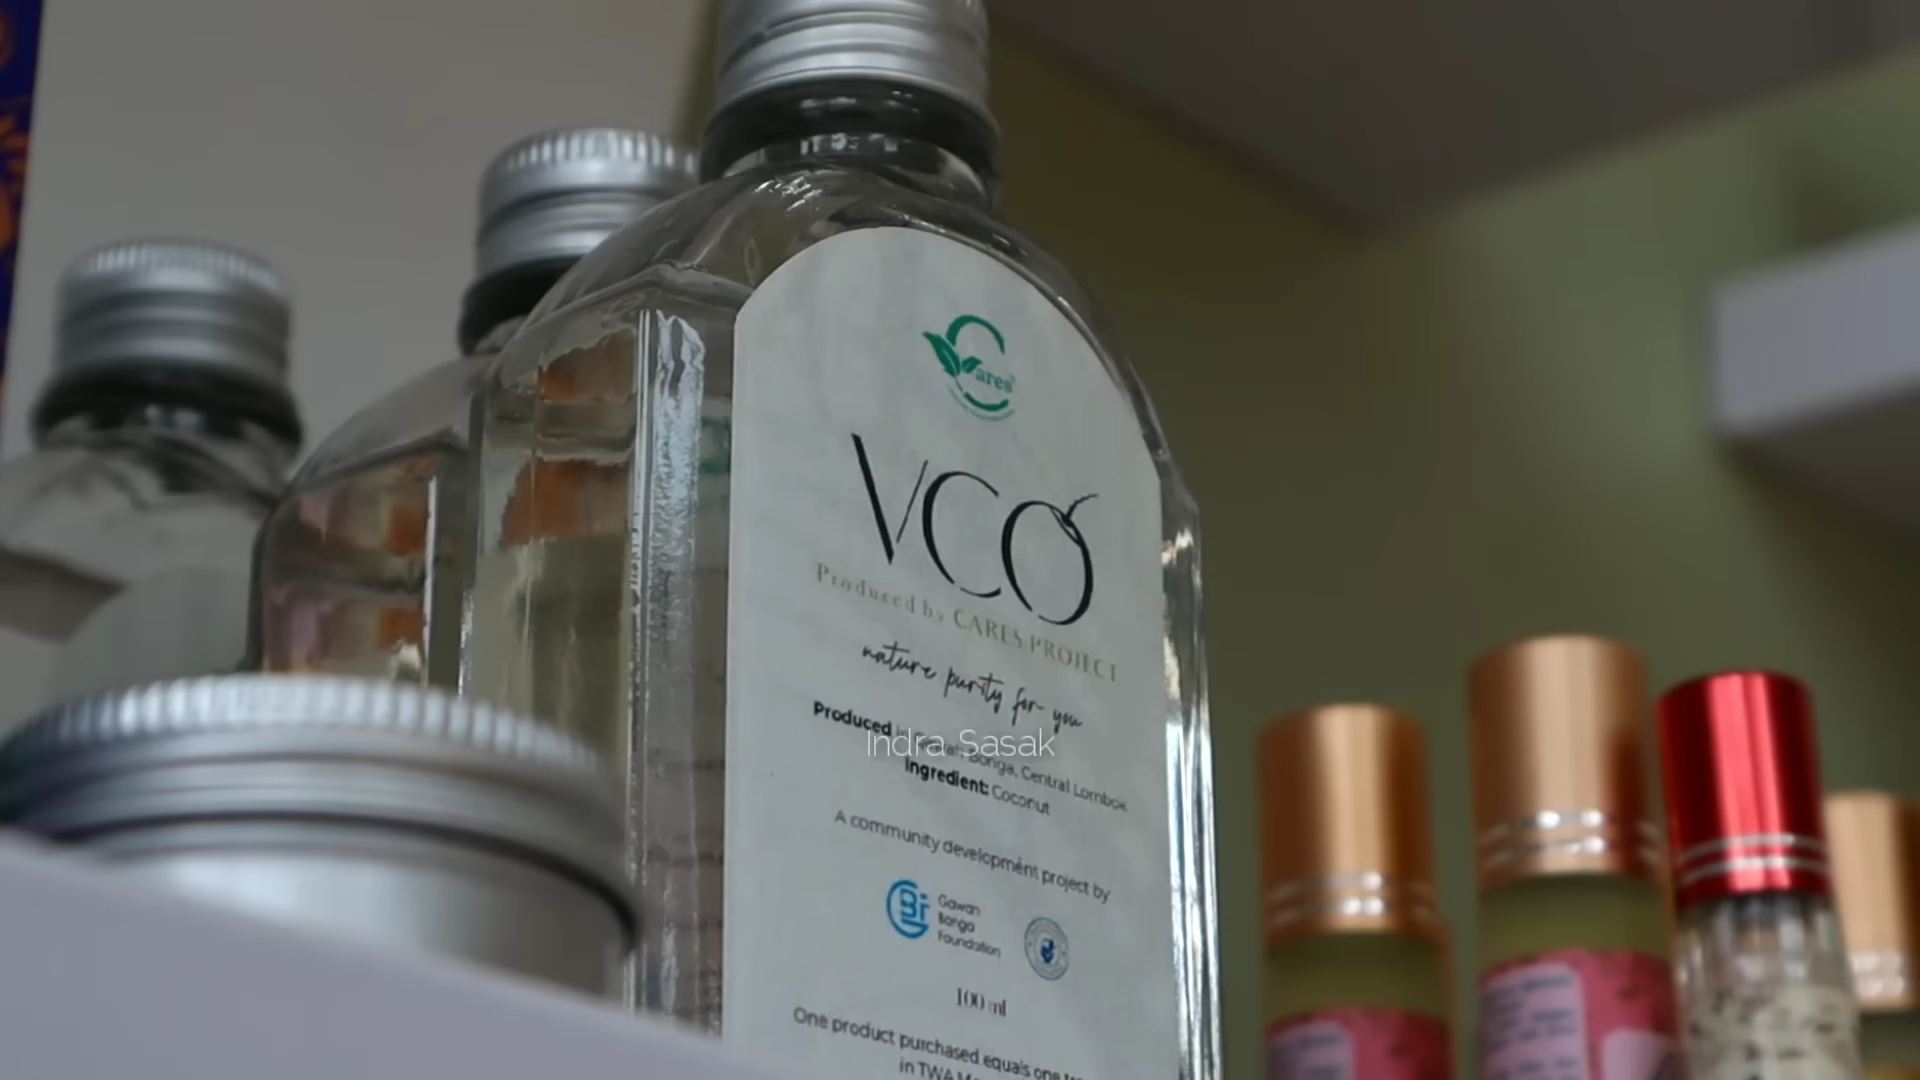 Cares
VCO
Produced by CARES PROJECT
nature purity for you
Produced
Bonga, Central Lombok
Indra Sasak
Ingredient: Coconut
A community development project by
Gawan
Bonga
Foundation
100 ml
One product purchased equals one
in TWA